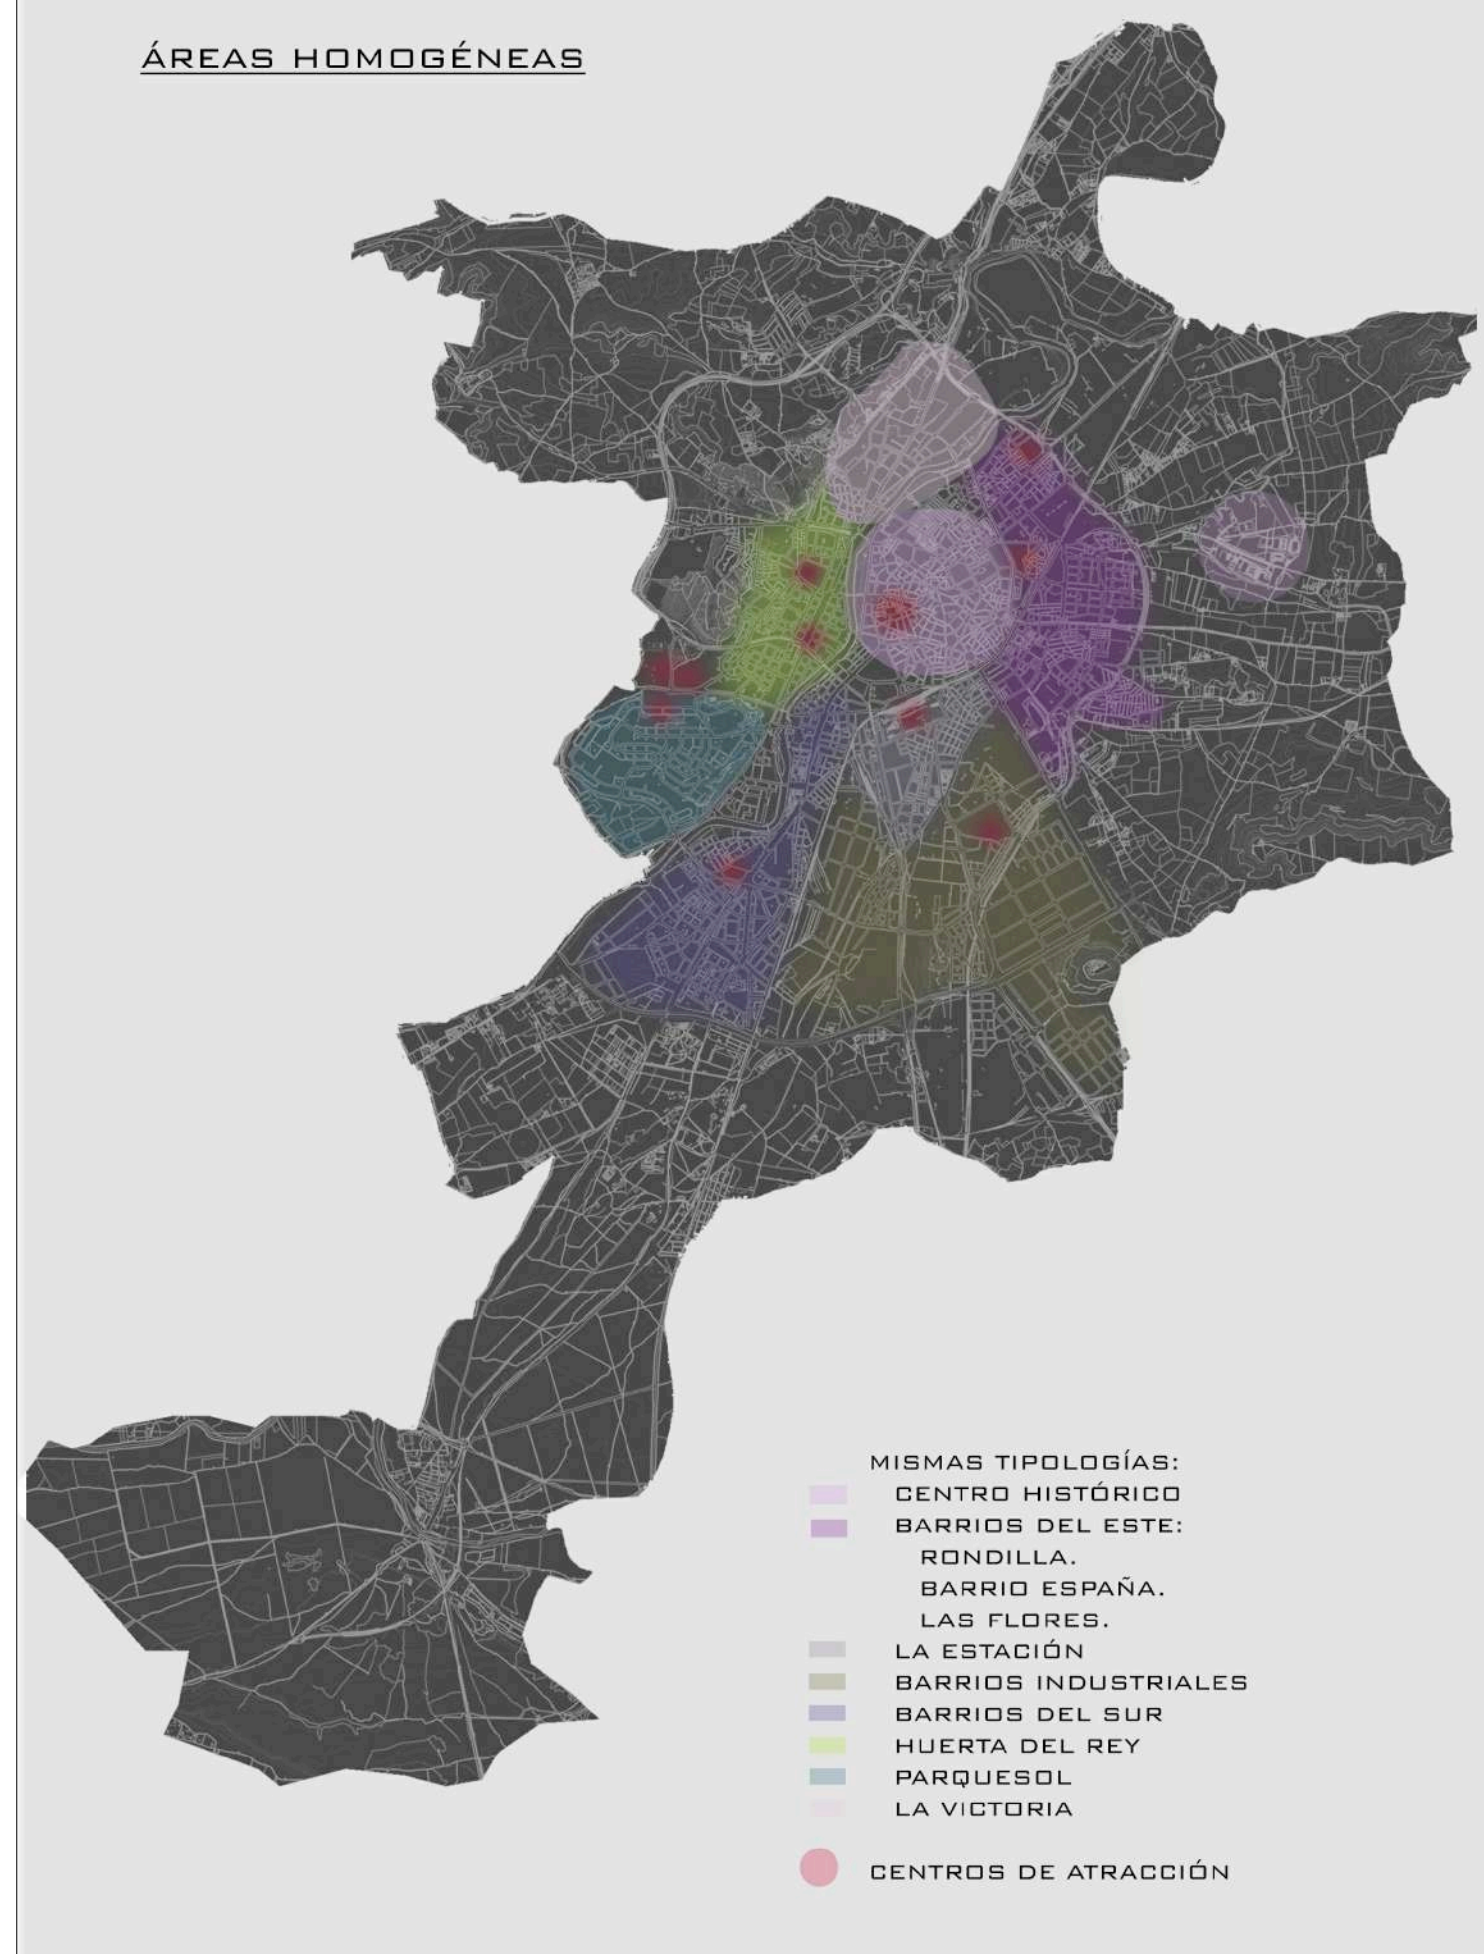 ÁREAS HOMOGÉNEAS
MISMAS TIPOLOGÍAS:
CENTRO HISTÓRICO
BARRIOS DEL ESTE:
RONDILLA.
BARRIO ESPAÑA.
LAS FLORES.
LA ESTACIÓN
BARRIOS INDUSTRIALES
BARRIOS DEL SUR
HUERTA DEL REY
PARQUESOL
LA VICTORIA
CENTROS DE ATRACCIÓN